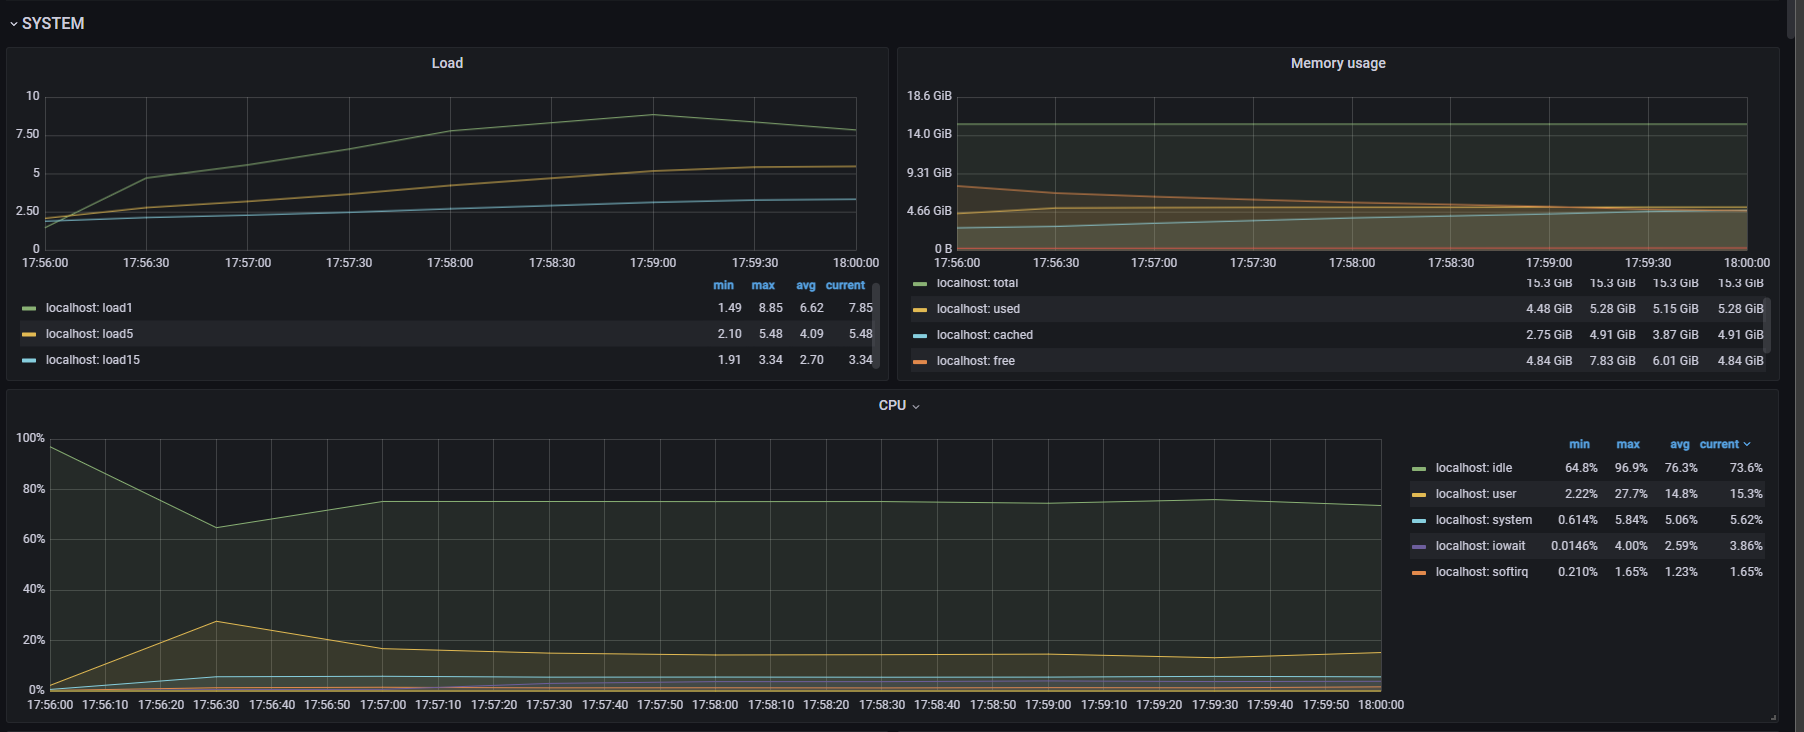 SYSTEM
Load
10
7.50
5
2.50
0
17:56:00 17:56:30 17:57:00 17:57:30 17:58:00 17:58:30 17:59:00 17:59:30 18:00:00
min max avg current
localhost: load1 1.49 8.85 6.62 7.85
localhost: load5 2.10 5.48 4.09 5.48
localhost: load15 1.91 3.34 2.70 3.34
Memory usage
18.6 GiB
14.0 GiB
9.31 GiB
4.66 GiB
0 B
17:56:00 17:56:30 17:57:00 17:57:30 17:58:00 17:58:30 17:59:00 17:59:30 18:00:00
localhost: total 15.3 GiB 15.3 GiB 15.3 GiB 15.3 GiB
localhost: used 4.48 GiB 5.28 GiB 5.15 GiB 5.28 GiB
localhost: cached 2.75 GiB 4.91 GiB 3.87 GiB 4.91 GiB
localhost: free 4.84 GiB 7.83 GiB 6.01 GiB 4.84 GiB
CPU
100%
80%
60%
40%
20%
0%
17:56:00 17:56:10 17:56:20 17:56:30 17:56:40 17:56:50 17:57:00 17:57:10 17:57:20 17:57:30 17:57:40 17:57:50 17:58:00 17:58:10 17:58:20 17:58:30 17:58:40 17:58:50 17:59:00 17:59:10 17:59:20 17:59:30 17:59:40 17:59:50 18:00:00
min max avg current
localhost: idle 64.8% 96.9% 76.3% 73.6%
localhost: user 2.22% 27.7% 14.8% 15.3%
localhost: system 0.614% 5.84% 5.06% 5.62%
localhost: iowait 0.0146% 4.00% 2.59% 3.86%
localhost: softirq 0.210% 1.65% 1.23% 1.65%